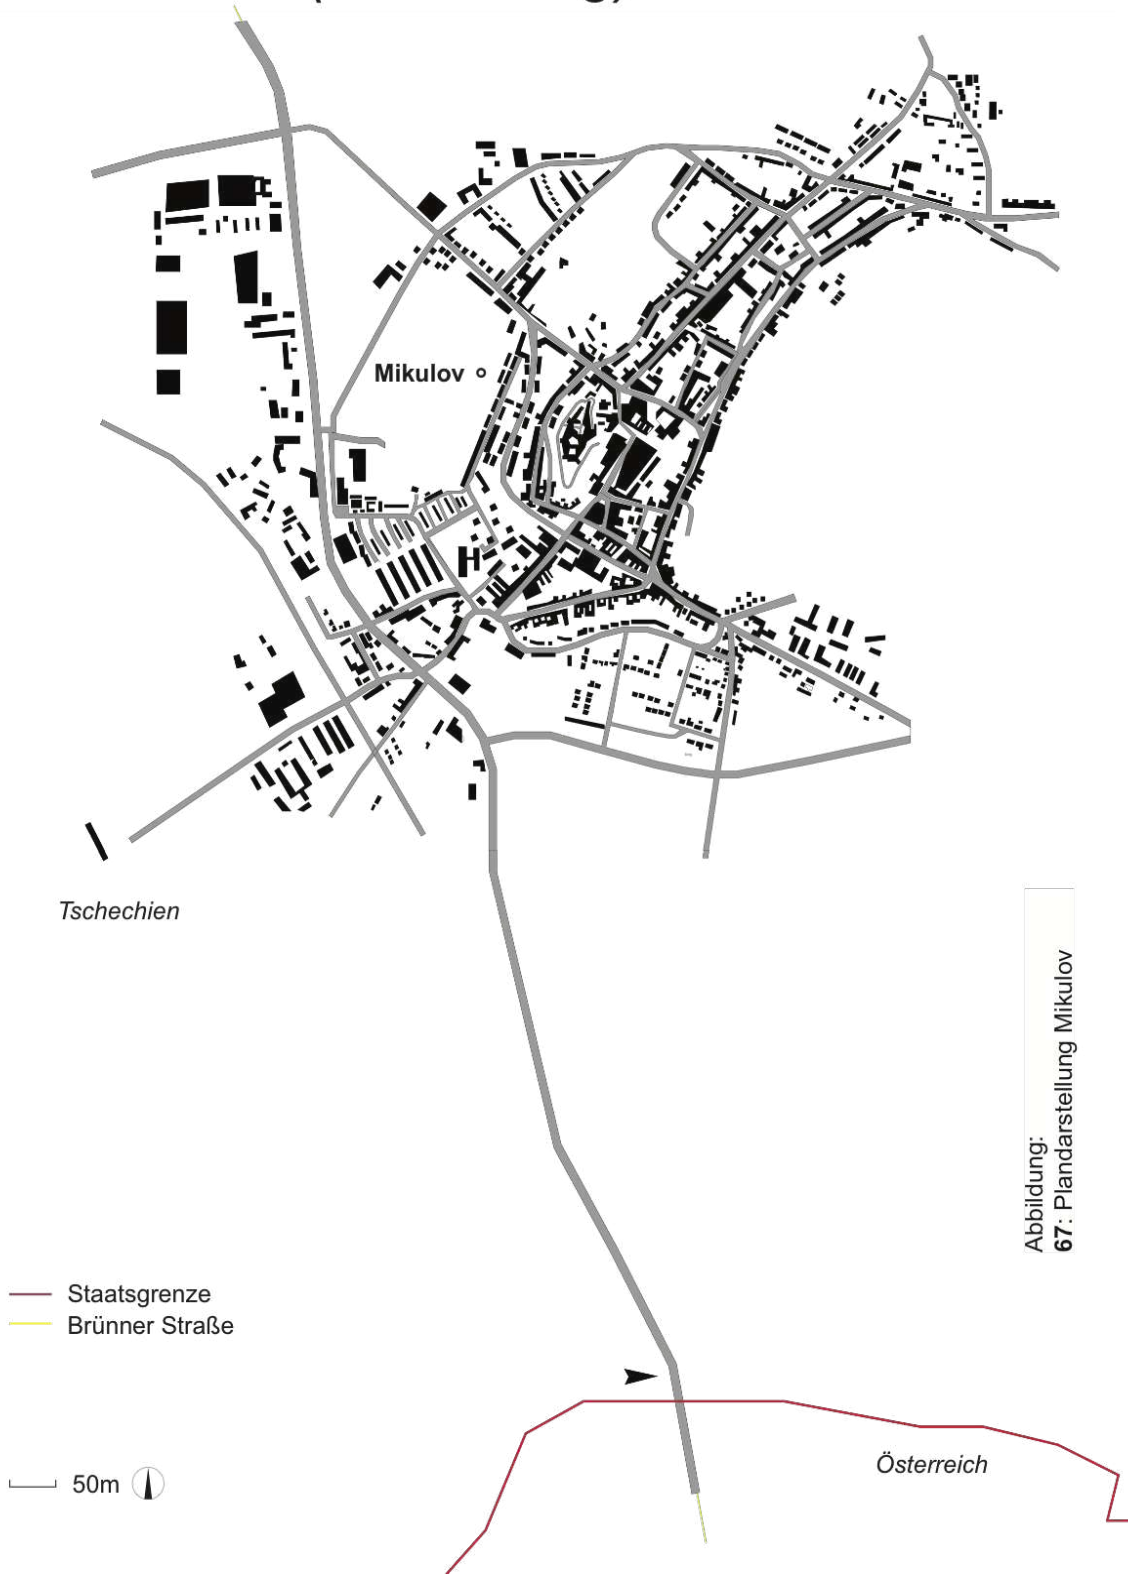 Mikulov
Tschechien
Abbildung:
67: Plandarstellung Mikulov
Staatsgrenze
Brünner Straße
Österreich
50m